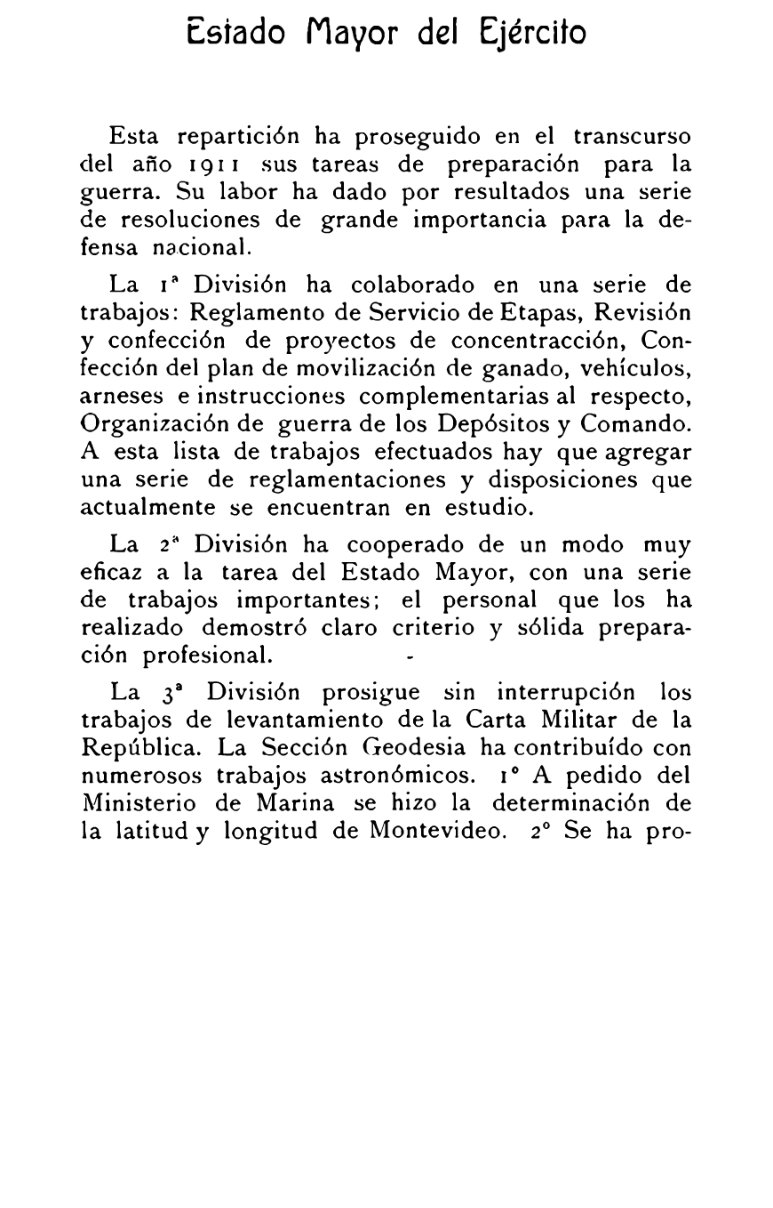 Estado Mayor del Ejército
Esta repartición ha proseguido en el transcurso
del año 1911 sus tareas de preparación para la
guerra. Su labor ha dado por resultados una serie
de resoluciones de grande importancia para la de-
fensa nacional.
La 1ª División ha colaborado en una serie de
trabajos: Reglamento de Servicio de Etapas, Revisión
y confección de proyectos de concentracción, Con-
fección del plan de movilización de ganado, vehículos,
arneses e instrucciones complementarias al respecto,
Organización de guerra de los Depósitos y Comando.
A esta lista de trabajos efectuados hay que agregar
una serie de reglamentaciones y disposiciones que
actualmente se encuentran en estudio.
La 2ª División ha cooperado de un modo muy
eficaz a la tarea del Estado Mayor, con una serie
de trabajos importantes; el personal que los ha
realizado demostró claro criterio y sólida prepara-
ción profesional.
La 3ª División prosigue sin interrupción los
trabajos de levantamiento de la Carta Militar de la
República. La Sección Geodesia ha contribuído con
numerosos trabajos astronómicos. 1º A pedido del
Ministerio de Marina se hizo la determinación de
la latitud y longitud de Montevideo. 2º Se ha pro-